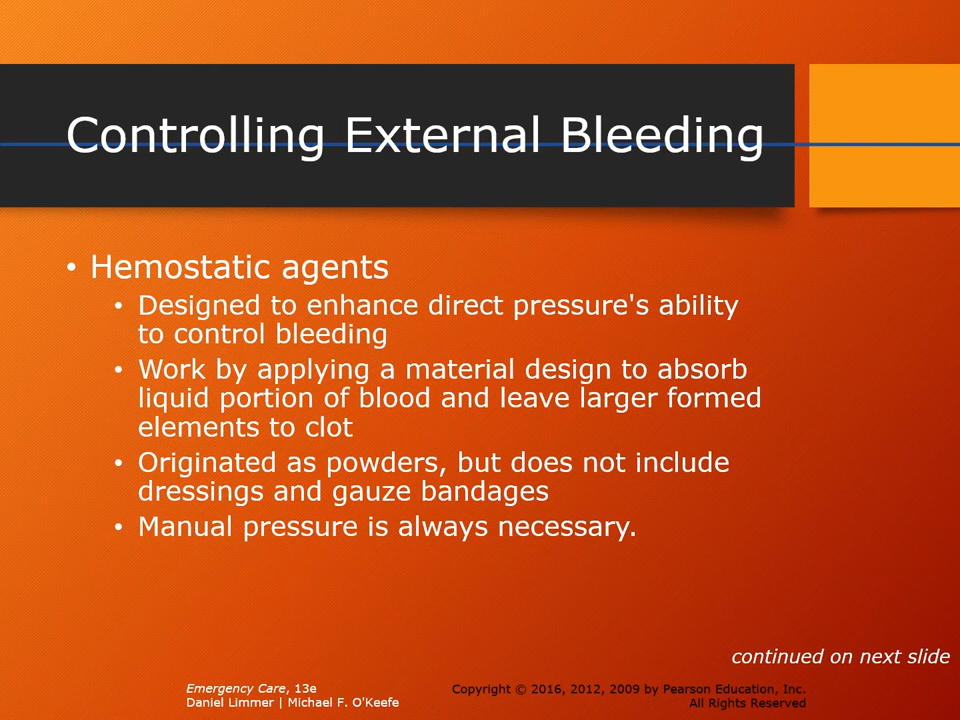 Controlling External Bleeding
• Hemostatic agents
• Designed to enhance direct pressure's ability
to control bleeding
• Work by applying a material design to absorb
liquid portion of blood and leave larger formed
elements to clot
• Originated as powders, but does not include
dressings and gauze bandages
• Manual pressure is always necessary.
continued on next slide
Emergency Care, 13e
Daniel Limmer | Michael F. O'Keefe
Copyright © 2016, 2012, 2009 by Pearson Education, Inc.
All Rights Reserved